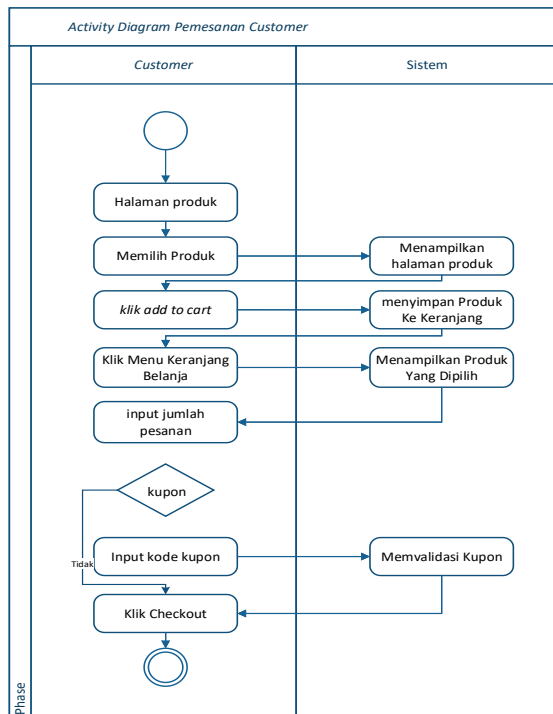 Activity Diagram Pemesanan Customer
Customer
Sistem
Halaman produk
Memilih Produk
Menampilkan
halaman produk
klik add to cart
menyimpan Produk
Ke Keranjang
Klik Menu Keranjang
Belanja
Menampilkan Produk
Yang Dipilih
input jumlah
pesanan
kupon
Tidak
Input kode kupon
Memvalidasi Kupon
Klik Checkout
Phase